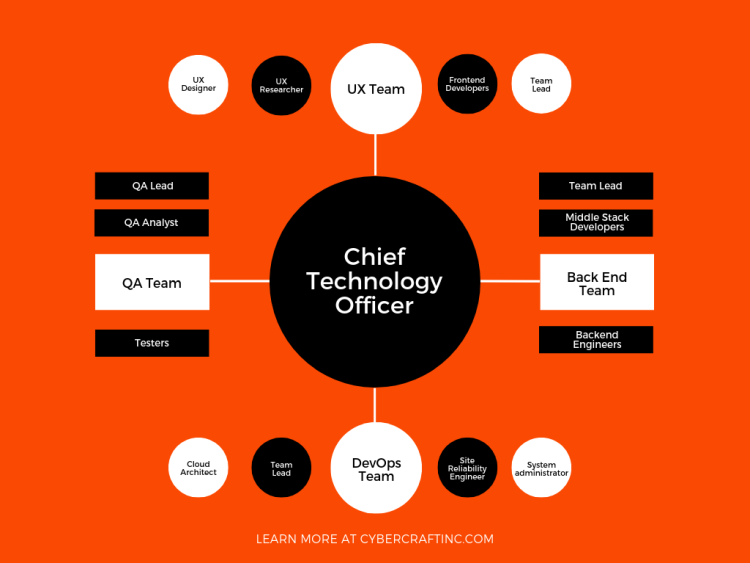 UX
Designer
UX
Researcher
UX Team
Frontend
Developers
Team
Lead
QA Lead
QA Analyst
QA Team
Testers
Chief
Technology
Officer
Team Lead
Middle Stack
Developers
Back End
Team
Backend
Engineers
Cloud
Architect
Team
Lead
DevOps
Team
Site
Reliability
Engineer
System
administrator
LEARN MORE AT CYBERCRAFTINC.COM